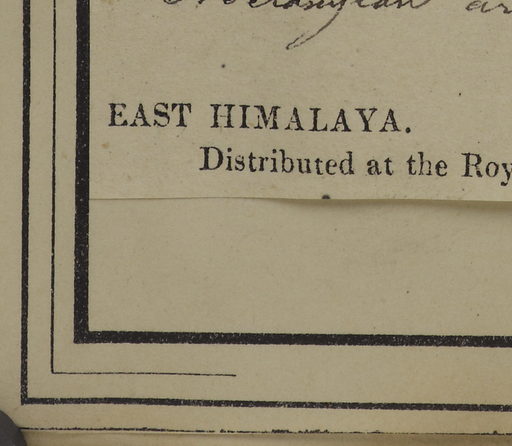 EAST HIMALAYA.
Distributed at the Roy